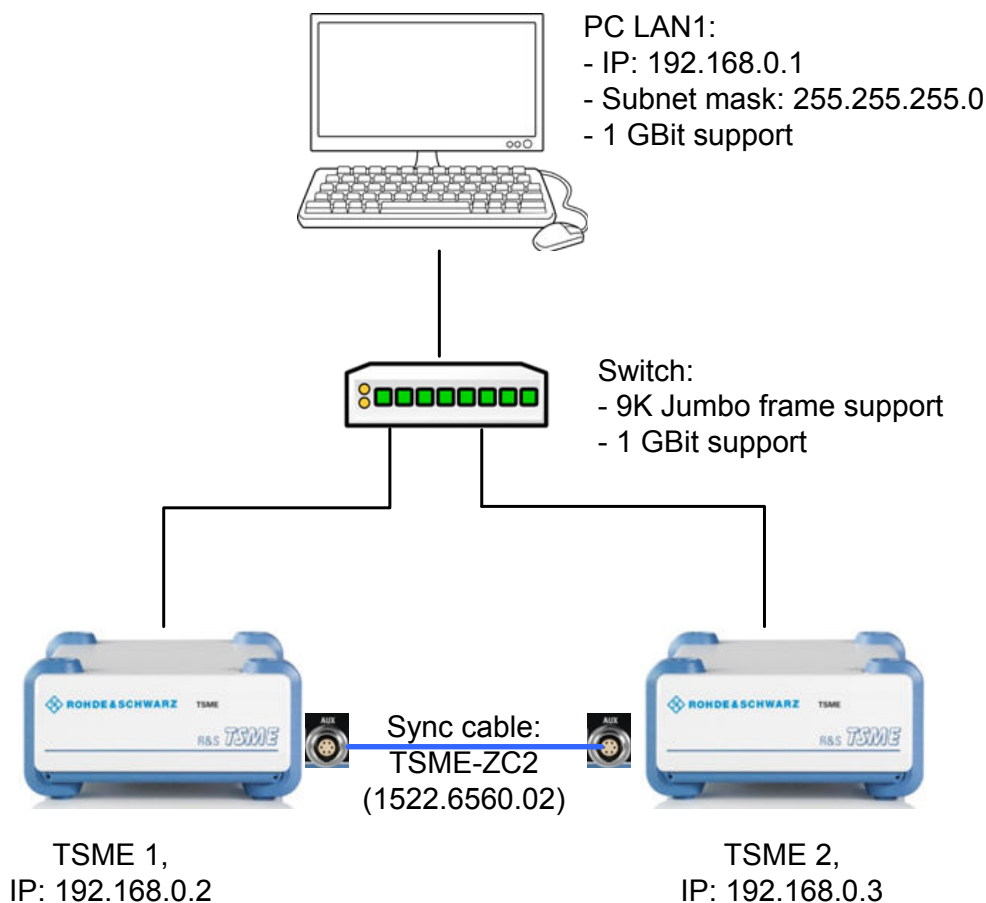 PC LAN1:
- IP: 192.168.0.1
- Subnet mask: 255.255.255.0
- 1 GBit support
Switch:
- 9K Jumbo frame support
- 1 GBit support
ROHDE&SCHWARZ TSME
R&S TSME
AUX
Sync cable:
TSME-ZC2
(1522.6560.02)
AUX
ROHDE&SCHWARZ TSME
R&S TSME
TSME 1,
IP: 192.168.0.2
TSME 2,
IP: 192.168.0.3